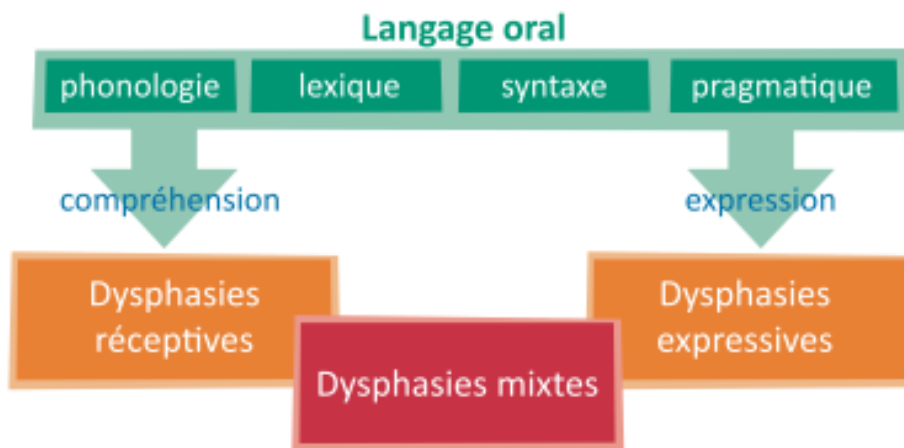 Langage oral
phonologie lexique syntaxe pragmatique
compréhension expression
Dysphasies
réceptives
Dysphasies
expressives
Dysphasies mixtes